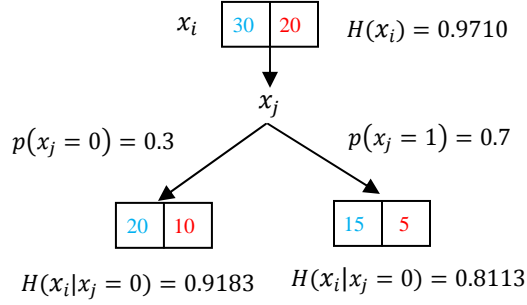 x_i 30 20 H(x_i) = 0.9710
x_j
p(x_j = 0) = 0.3 p(x_j = 1) = 0.7
20 10 15 5
H(x_i|x_j = 0) = 0.9183 H(x_i|x_j = 0) = 0.8113